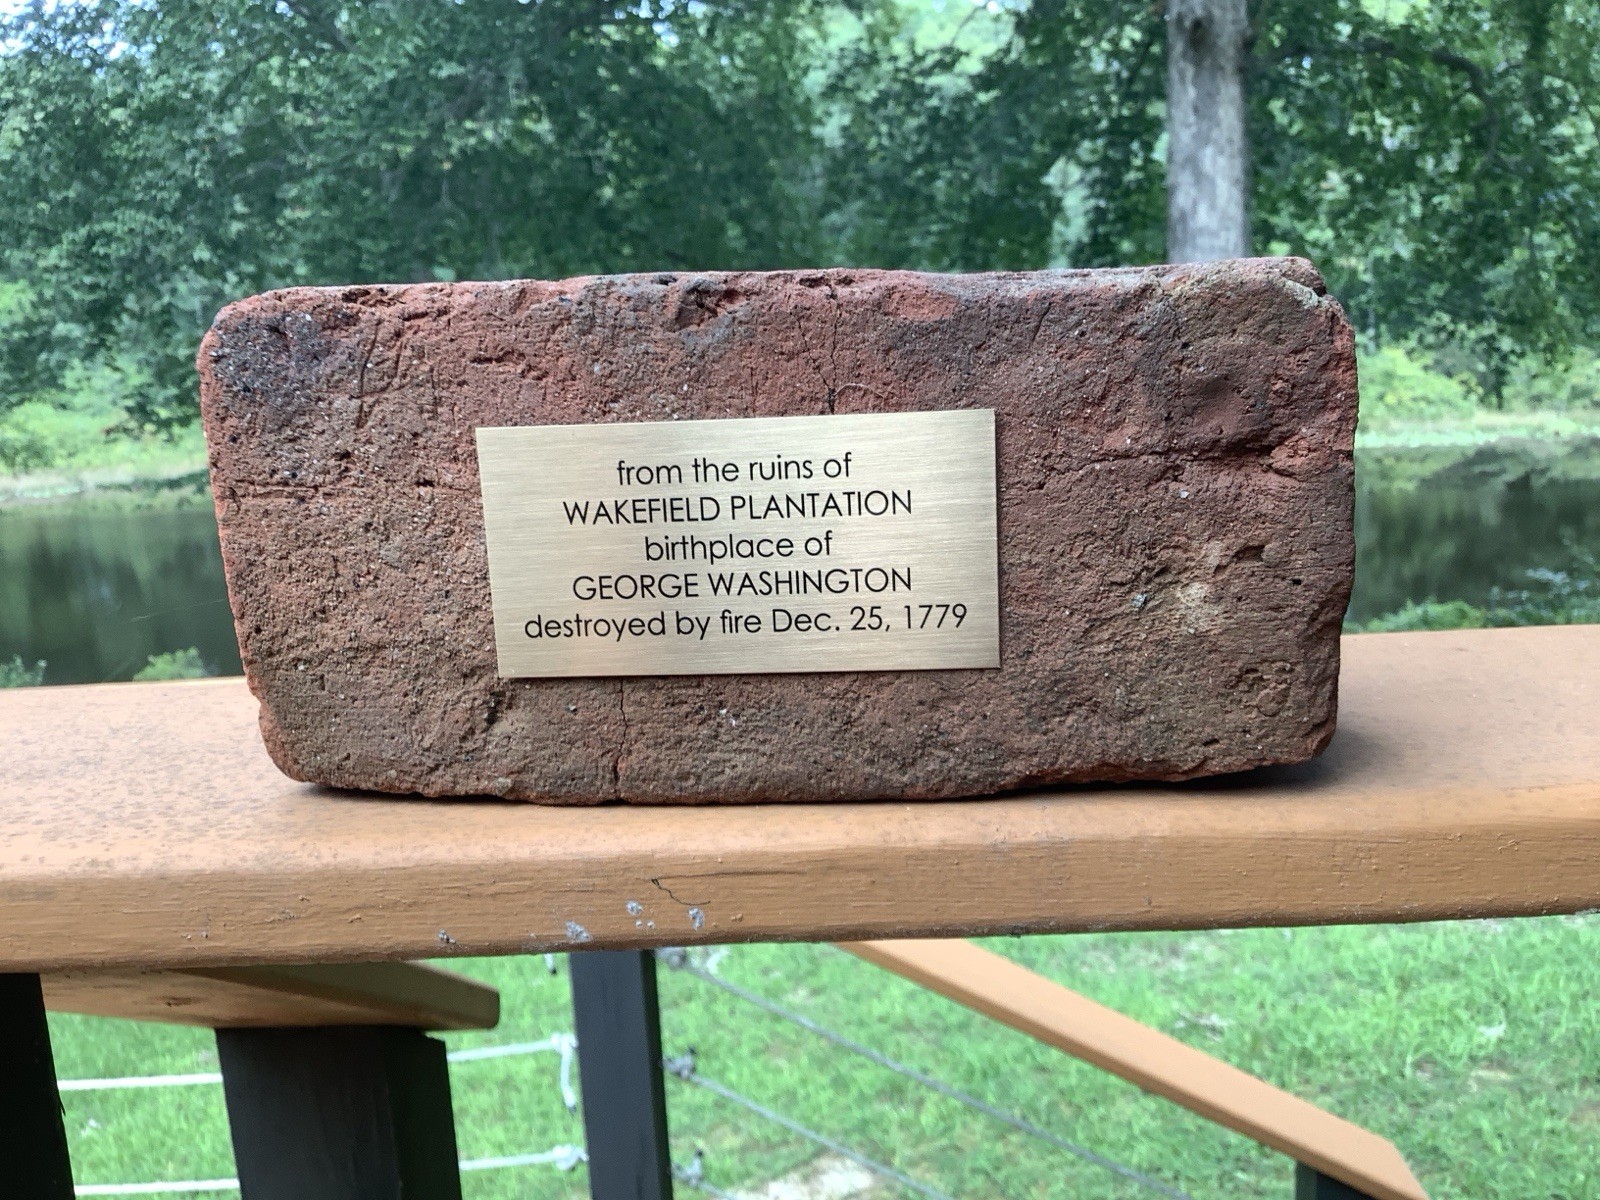 from the ruins of
WAKEFIELD PLANTATION
birthplace of
GEORGE WASHINGTON
destroyed by fire Dec. 25, 1779